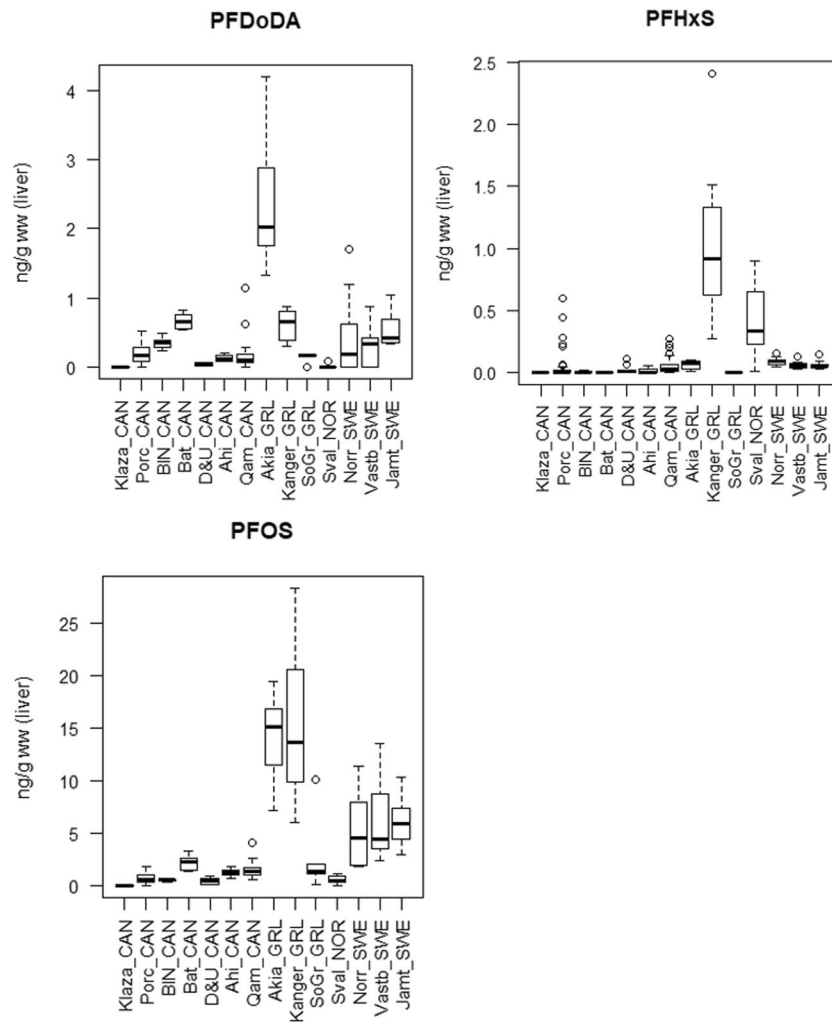 PFDoDA
ng/g ww (liver)
4
3
2
1
0
Klaza_CAN
Porc_CAN
BIN_CAN
Bat_CAN
D&U_CAN
Ahi_CAN
Qam_CAN
Akia_GRL
Kanger_GRL
SoGr_GRL
Sval_NOR
Norr_SWE
Vastb_SWE
Jamt_SWE
PFHxS
ng/g ww (liver)
2.5
2.0
1.5
1.0
0.5
0.0
Klaza_CAN
Porc_CAN
BIN_CAN
Bat_CAN
D&U_CAN
Ahi_CAN
Qam_CAN
Akia_GRL
Kanger_GRL
SoGr_GRL
Sval_NOR
Norr_SWE
Vastb_SWE
Jamt_SWE
PFOS
ng/g ww (liver)
25
20
15
10
5
0
Klaza_CAN
Porc_CAN
BIN_CAN
Bat_CAN
D&U_CAN
Ahi_CAN
Qam_CAN
Akia_GRL
Kanger_GRL
SoGr_GRL
Sval_NOR
Norr_SWE
Vastb_SWE
Jamt_SWE